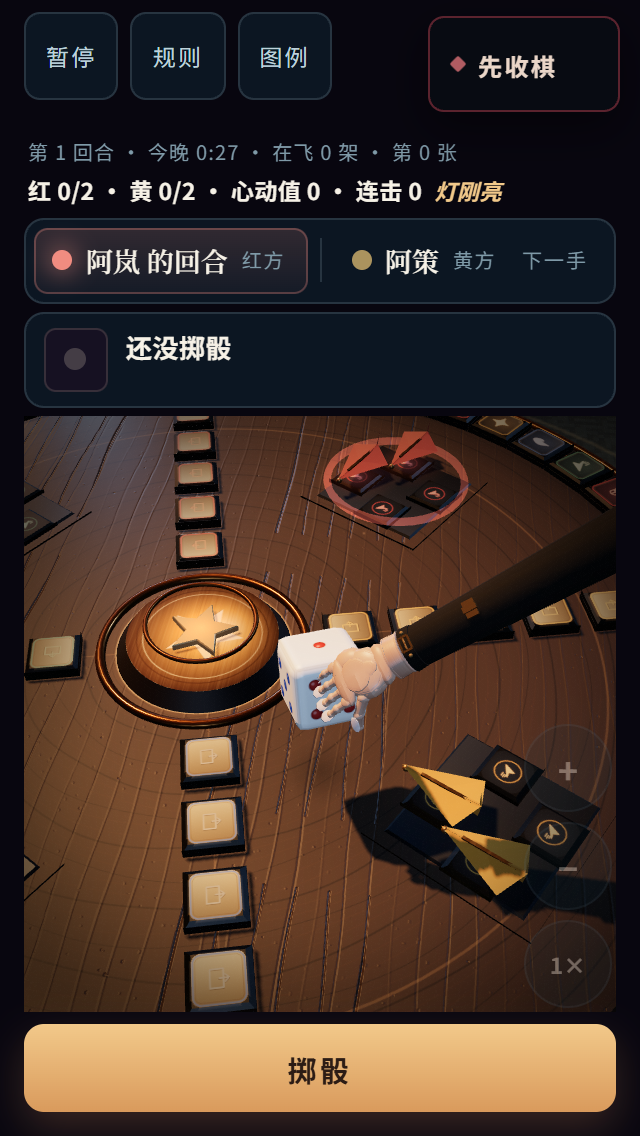 暂停 规则 图例 先收棋
第 1 回合 • 今晚 0:27 • 在飞 0 架 • 第 0 张
红 0/2 • 黄 0/2 • 心动值 0 • 连击 0 灯刚亮
阿岚 的回合 红方 阿策 黄方 下一手
还没掷骰
+
−
1×
掷骰